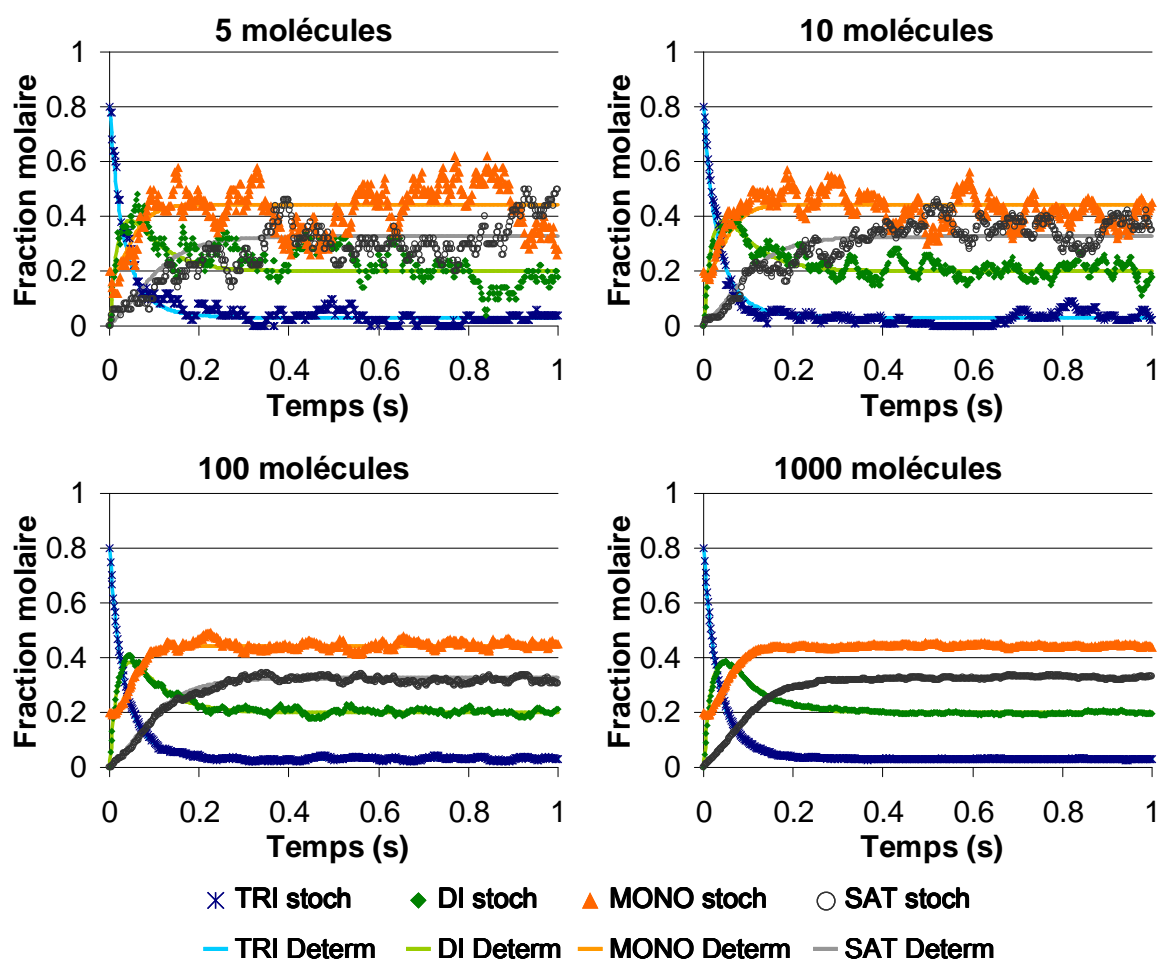 5 molécules
Fraction molaire
1
0.8
0.6
0.4
0.2
0
0 0.2 0.4 0.6 0.8 1
Temps (s)
10 molécules
Fraction molaire
1
0.8
0.6
0.4
0.2
0
0 0.2 0.4 0.6 0.8 1
Temps (s)
100 molécules
Fraction molaire
1
0.8
0.6
0.4
0.2
0
0 0.2 0.4 0.6 0.8 1
Temps (s)
1000 molécules
Fraction molaire
1
0.8
0.6
0.4
0.2
0
0 0.2 0.4 0.6 0.8 1
Temps (s)
TRI stoch DI stoch MONO stoch SAT stoch
TRI Determ DI Determ MONO Determ SAT Determ